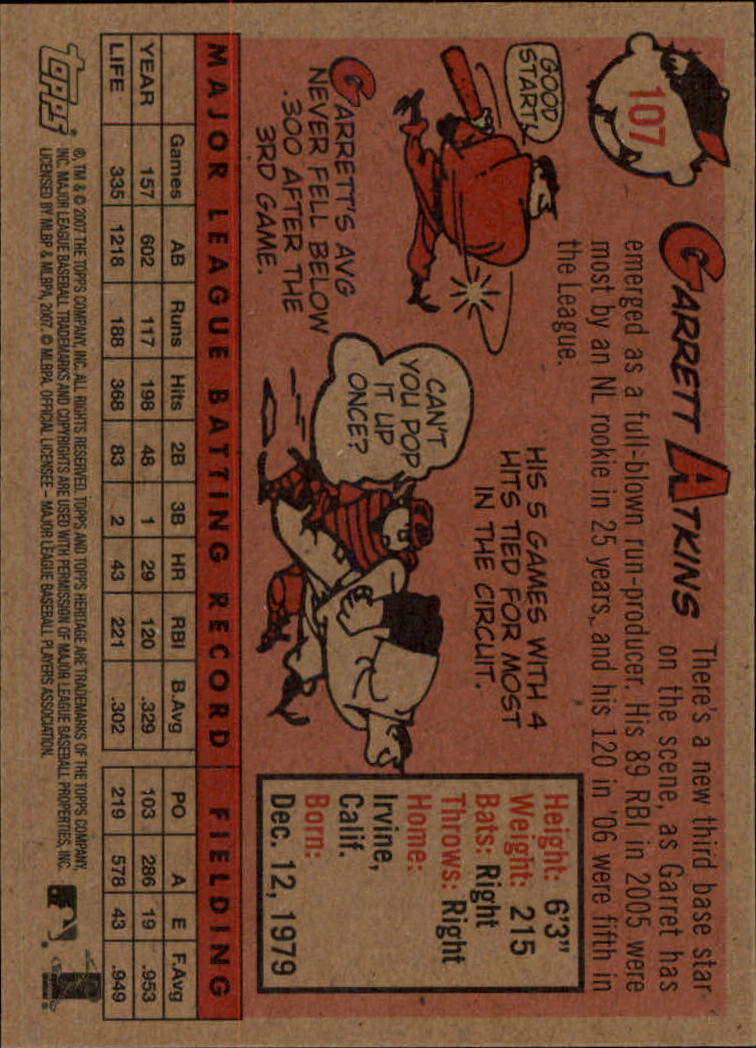 107
GARRETT ATKINS
There's a new third base star
on the scene, as Garret has
emerged as a full-blown run-producer. His 89 RBI in 2005 were
most by an NL rookie in 25 years, and his 120 in '06 were fifth in
the League.
GOOD
START!
GARRETT'S AVG
NEVER FELL BELOW
.300 AFTER THE
3RD GAME.
HIS 5 GAMES WITH 4
HITS TIED FOR MOST
IN THE CIRCUIT.
CAN'T
YOU POP
IT UP
ONCE?
Height: 6'3"
Weight: 215
Bats: Right
Throws: Right
Home:
Irvine,
Calif.
Born:
Dec. 12, 1979
MAJOR LEAGUE BATTING RECORD FIELDING
Games AB Runs Hits 2B 3B HR RBI B.Avg PO A E F.Avg
YEAR 157 602 117 198 48 1 29 120 .329 103 286 19 .953
LIFE 335 1218 188 368 83 2 43 221 .302 219 578 43 .949
TOPPS
®, TM & © 2007 THE TOPPS COMPANY, INC. ALL RIGHTS RESERVED. TOPPS AND TOPPS HERITAGE ARE TRADEMARKS OF THE TOPPS COMPANY,
INC. MAJOR LEAGUE BASEBALL TRADEMARKS AND COPYRIGHTS ARE USED WITH PERMISSION OF MAJOR LEAGUE BASEBALL PROPERTIES, INC.
LICENSED BY MLBP & MLBPA, 2007. © MLBPA. OFFICIAL LICENSEE – MAJOR LEAGUE BASEBALL PLAYERS ASSOCIATION.